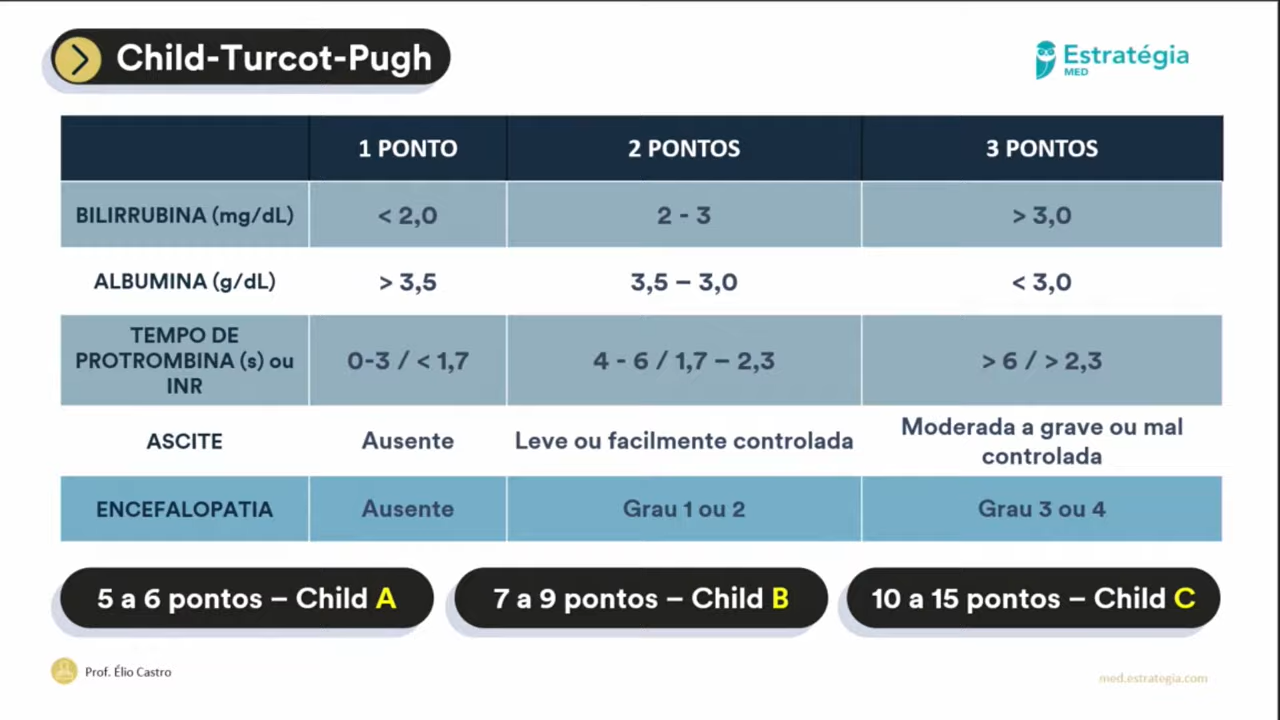 Child-Turcot-Pugh
Estratégia
MED
1 PONTO 2 PONTOS 3 PONTOS
BILIRRUBINA (mg/dL) < 2,0 2 - 3 > 3,0
ALBUMINA (g/dL) > 3,5 3,5 – 3,0 < 3,0
TEMPO DE
PROTROMBINA (s) ou
INR
0-3 / < 1,7 4 - 6 / 1,7 – 2,3 > 6 / > 2,3
ASCITE Ausente Leve ou facilmente controlada
Moderada a grave ou mal
controlada
ENCEFALOPATIA Ausente Grau 1 ou 2 Grau 3 ou 4
5 a 6 pontos – Child A
7 a 9 pontos – Child B
10 a 15 pontos – Child C
Prof. Élio Castro
med.estrategia.com